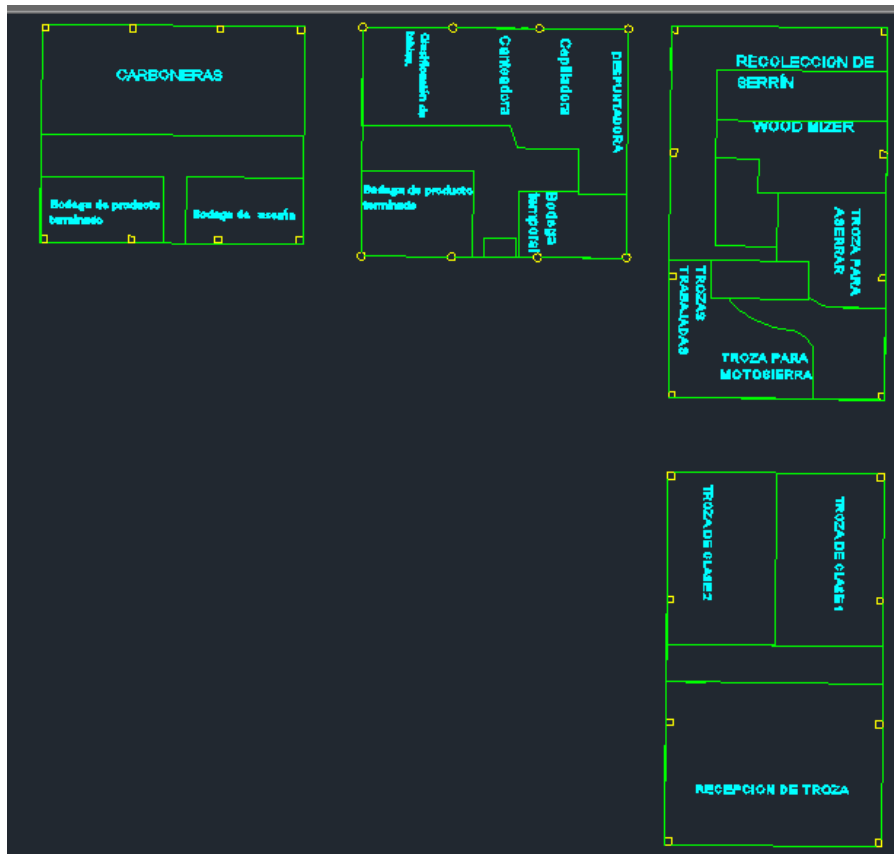 CARBONERAS
Bodega de producto
terminado
Bodega de aserrín
Clasificación de
Canteadora
Cepilladora
DESPUNTADORA
Bodega de producto
terminado
Bodega
temporal
RECOLECCION DE
SERRÍN
WOOD MIZER
TROZA PARA
ASERRAR
TROZAS
TRABAJADAS
TROZA PARA
MOTOSIERRA
TROZA DE CLASE 2
TROZA DE CLASE 1
RECEPCION DE TROZA